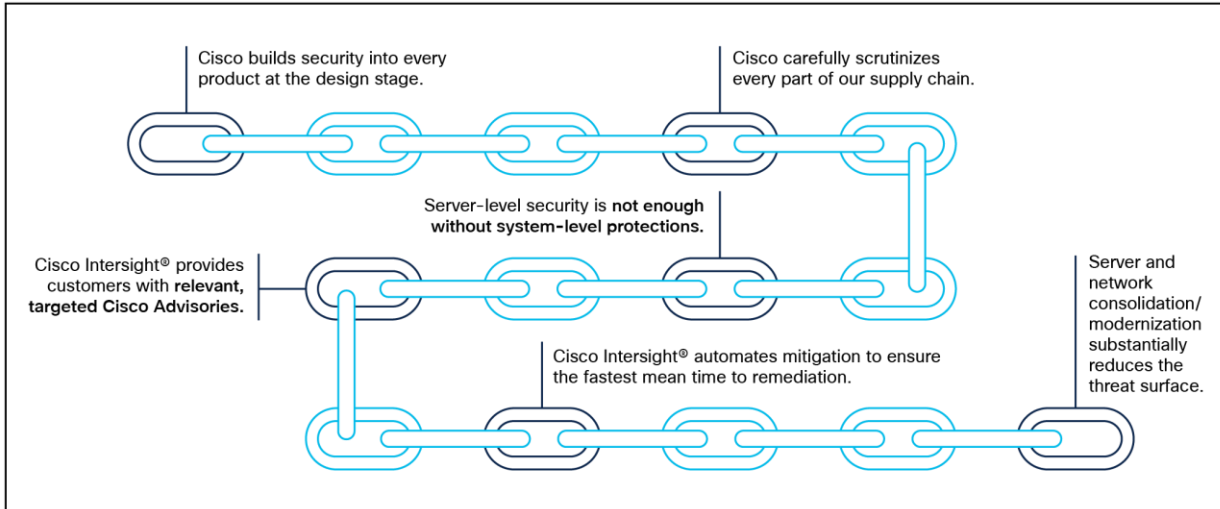 Cisco builds security into every
product at the design stage.
Cisco carefully scrutinizes
every part of our supply chain.
Server-level security is not enough
without system-level protections.
Cisco Intersight® provides
customers with relevant,
targeted Cisco Advisories.
Cisco Intersight® automates mitigation to ensure
the fastest mean time to remediation.
Server and
network
consolidation/
modernization
substantially
reduces the
threat surface.